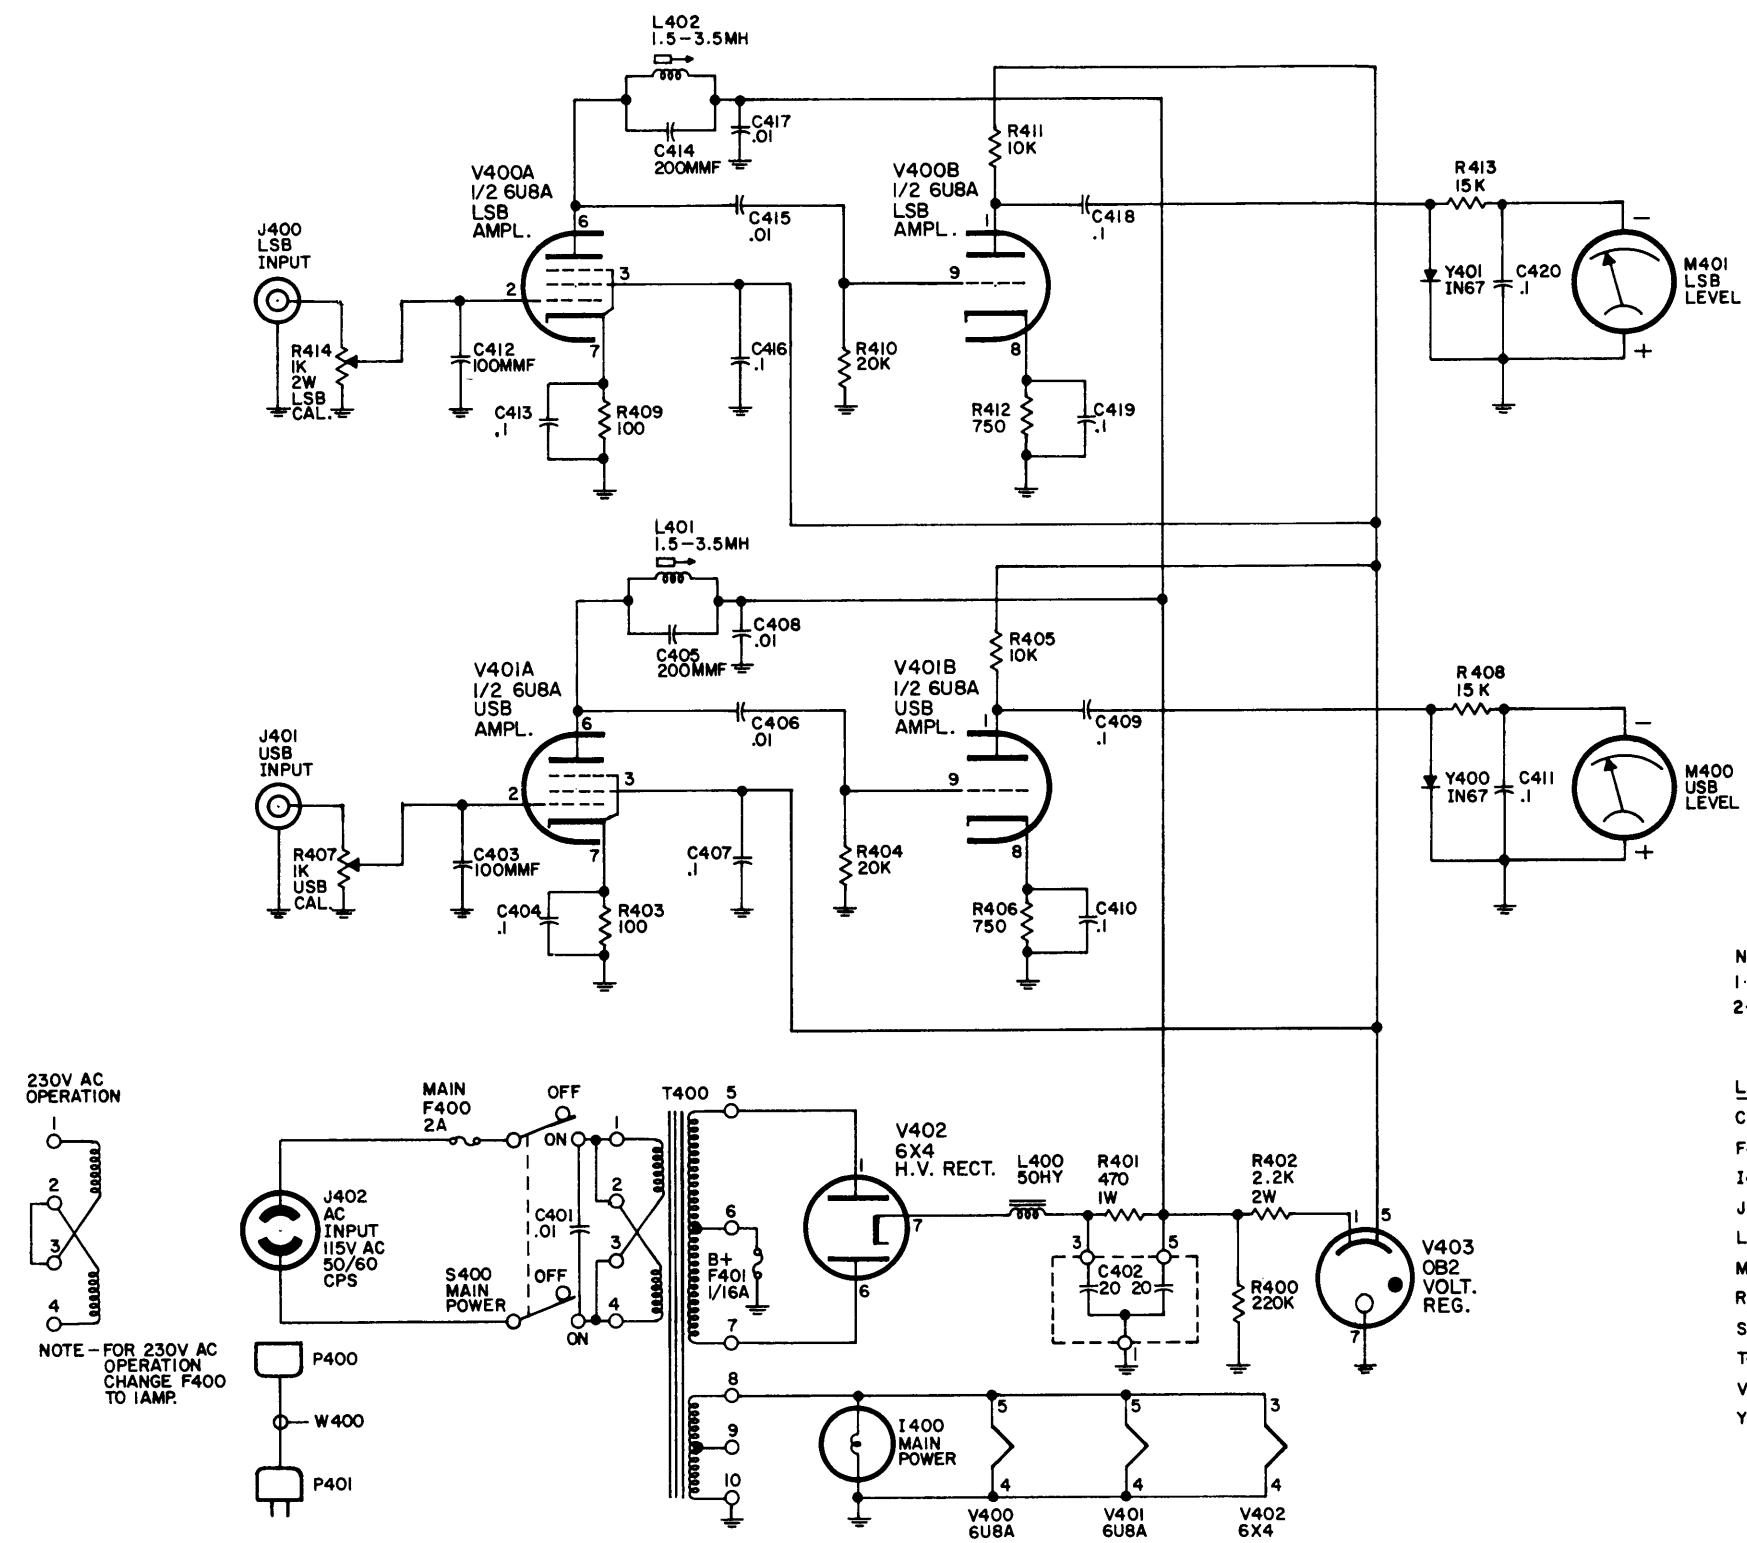 L402
1.5-3.5MH
C417
.01
C414
200MMF
R411
10K
V400A
1/2 6U8A
LSB
AMPL.
6
C415
.01
V400B
1/2 6U8A
LSB
AMPL.
1
C418
.1
R413
15K
J400
LSB
INPUT
2
3
9
7
8
R414
1K
2W
LSB
CAL.
C412
100MMF
C413
.1
R409
100
C416
.1
R410
20K
R412
750
C419
.1
Y401
IN67
C420
.1
−
+
M401
LSB
LEVEL
L401
1.5-3.5MH
C408
.01
C405
200MMF
R405
10K
V401A
1/2 6U8A
USB
AMPL.
6
C406
.01
V401B
1/2 6U8A
USB
AMPL.
1
C409
.1
R408
15K
J401
USB
INPUT
2
3
9
7
8
R407
1K
USB
CAL.
C403
100MMF
C404
.1
R403
100
C407
.1
R404
20K
R406
750
C410
.1
Y400
IN67
C411
.1
−
+
M400
USB
LEVEL
N
1-
2-
L
C
F
I
J
L
M
R
S
T
V
Y
230V AC
OPERATION
1
2
3
4
NOTE-FOR 230V AC
OPERATION
CHANGE F400
TO 1AMP.
P400
W400
P401
J402
AC
INPUT
115V AC
50/60
CPS
MAIN
F400
2A
OFF
ON
S400
MAIN
POWER
OFF
ON
C401
.01
1
2
3
4
T400
5
6
7
8
9
10
B+
F401
1/16A
V402
6X4
H.V. RECT.
1
7
6
L400
50HY
R401
470
1W
R402
2.2K
2W
3
5
C402
20 20
1
R400
220K
1
5
7
V403
OB2
VOLT.
REG.
I400
MAIN
POWER
5
4
V400
6U8A
5
4
V401
6U8A
3
4
V402
6X4